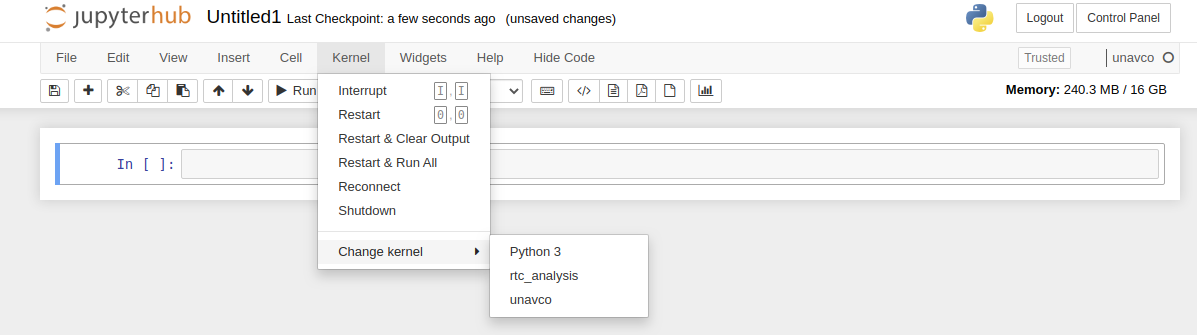 jupyterhub Untitled1 Last Checkpoint: a few seconds ago (unsaved changes) Logout Control Panel
File Edit View Insert Cell Kernel Widgets Help Hide Code Trusted unavco
Run Memory: 240.3 MB / 16 GB
Interrupt I,I
Restart 0,0
Restart & Clear Output
Restart & Run All
In [ ]:
Reconnect
Shutdown
Change kernel
Python 3
rtc_analysis
unavco